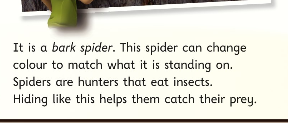 It is a bark spider. This spider can change
colour to match what it is standing on.
Spiders are hunters that eat insects.
Hiding like this helps them catch their prey.